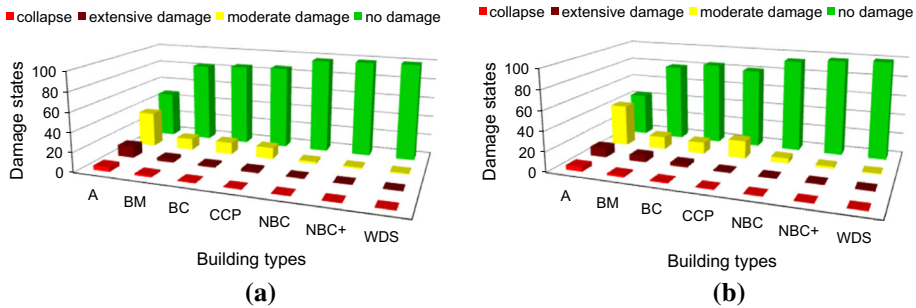 collapse extensive damage moderate damage no damage
Damage states
100
80
60
40
20
0
A BM BC CCP NBC NBC+ WDS
Building types
(a)
collapse extensive damage moderate damage no damage
Damage states
100
80
60
40
20
0
A BM BC CCP NBC NBC+ WDS
Building types
(b)